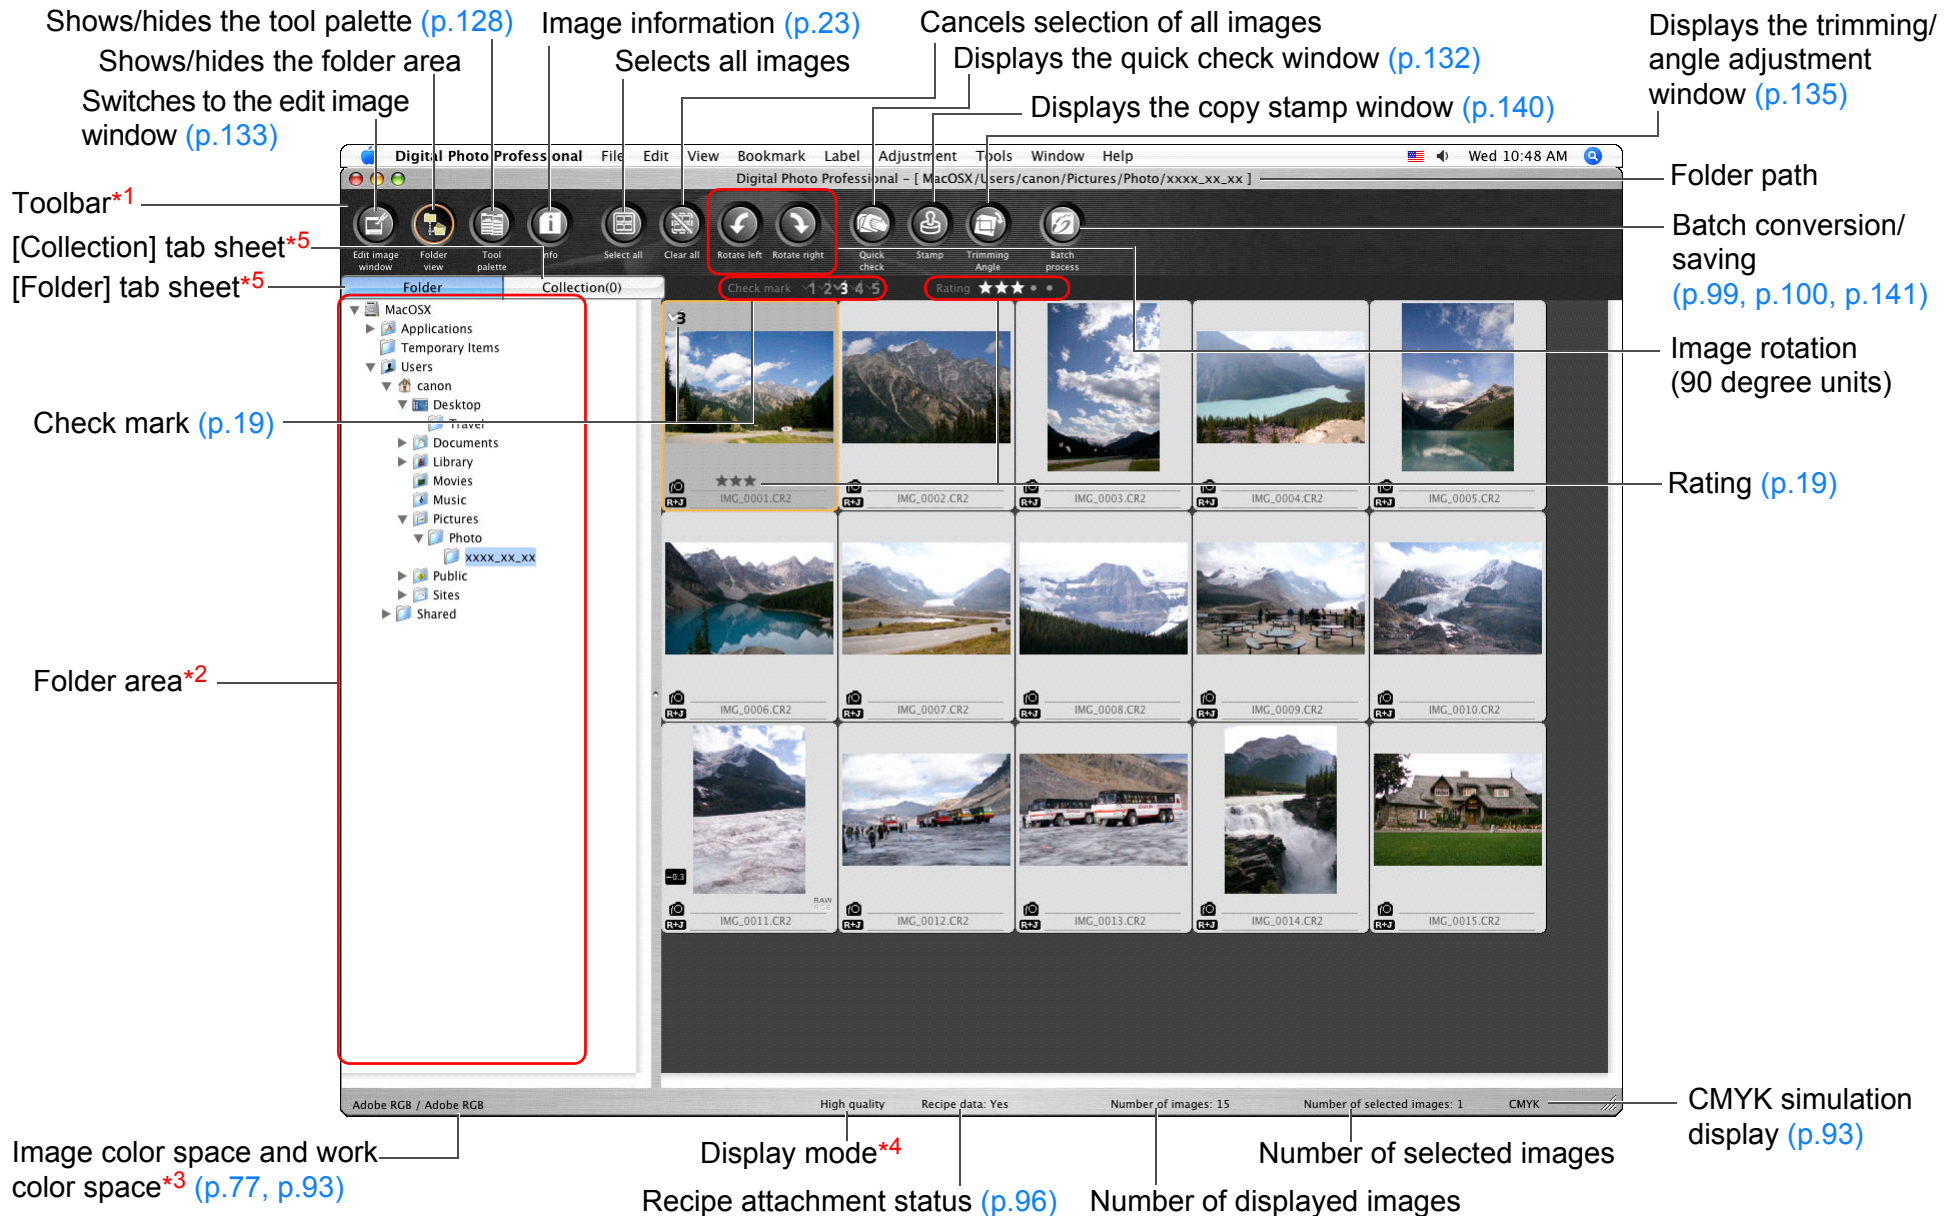 Shows/hides the tool palette (p.128)
Image information (p.23)
Cancels selection of all images
Displays the trimming/
angle adjustment
window (p.135)
Shows/hides the folder area
Selects all images
Displays the quick check window (p.132)
Switches to the edit image
window (p.133)
Displays the copy stamp window (p.140)
Digital Photo Professional File Edit View Bookmark Label Adjustment Tools Window Help
Wed 10:48 AM
Digital Photo Professional – [ MacOSX/Users/canon/Pictures/Photo/xxxx_xx_xx ]
Folder path
Toolbar*1
[Collection] tab sheet*5
[Folder] tab sheet*5
Edit image
window
Folder
view
Tool
palette
Info
Select all
Clear all
Rotate left
Rotate right
Quick
check
Stamp
Trimming
Angle
Batch
process
Batch conversion/
saving
(p.99, p.100, p.141)
Folder
Collection(0)
Check mark 1 2 3 4 5
Rating
MacOSX
Applications
Temporary Items
Users
canon
Desktop
Travel
Documents
Library
Movies
Music
Pictures
Photo
xxxx_xx_xx
Public
Sites
Shared
3
Image rotation
(90 degree units)
Check mark (p.19)
Rating (p.19)
R+J IMG_0001.CR2
R+J IMG_0002.CR2
R+J IMG_0003.CR2
R+J IMG_0004.CR2
R+J IMG_0005.CR2
Folder area*2
R+J IMG_0006.CR2
R+J IMG_0007.CR2
R+J IMG_0008.CR2
R+J IMG_0009.CR2
R+J IMG_0010.CR2
-0.3
RAW
RGB
R+J IMG_0011.CR2
R+J IMG_0012.CR2
R+J IMG_0013.CR2
R+J IMG_0014.CR2
R+J IMG_0015.CR2
Adobe RGB / Adobe RGB
High quality
Recipe data: Yes
Number of images: 15
Number of selected images: 1
CMYK
CMYK simulation
display (p.93)
Image color space and work
color space*3 (p.77, p.93)
Display mode*4
Number of selected images
Recipe attachment status (p.96)
Number of displayed images